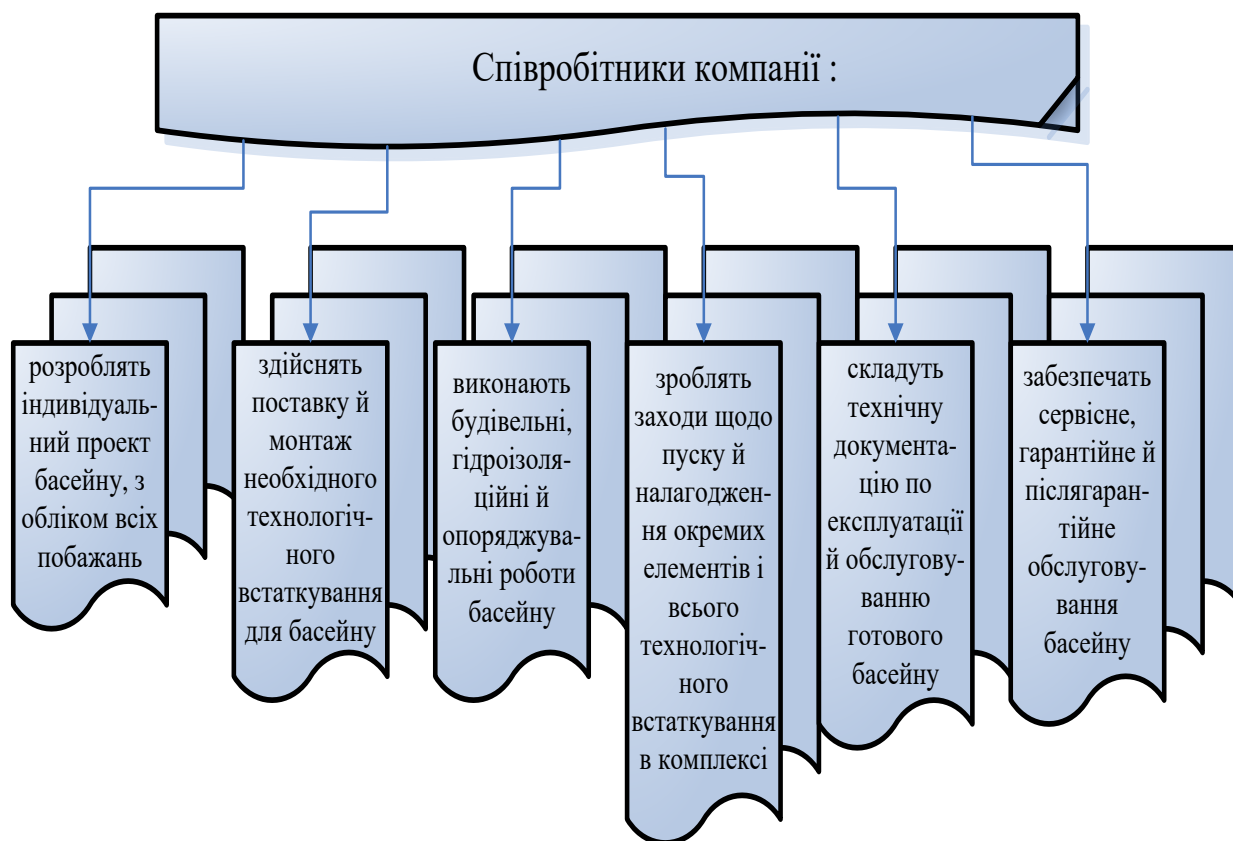 Співробітники компанії :
розроблять
індивідуаль-
ний проект
басейну, з
обліком всіх
побажань
здійснять
поставку й
монтаж
необхідного
технологіч-
ного
встаткування
для басейну
виконають
будівельні,
гідроізоля-
ційні й
опоряджува-
льні роботи
басейну
зроблять
заходи щодо
пуску й
налагоджен-
ня окремих
елементів і
всього
технологіч-
ного
встаткування
в комплексі
складуть
технічну
документа-
цію по
експлуатації
й обслугову-
ванню
готового
басейну
забезпечать
сервісне,
гарантійне й
післягаран-
тійне
обслугову-
вання
басейну